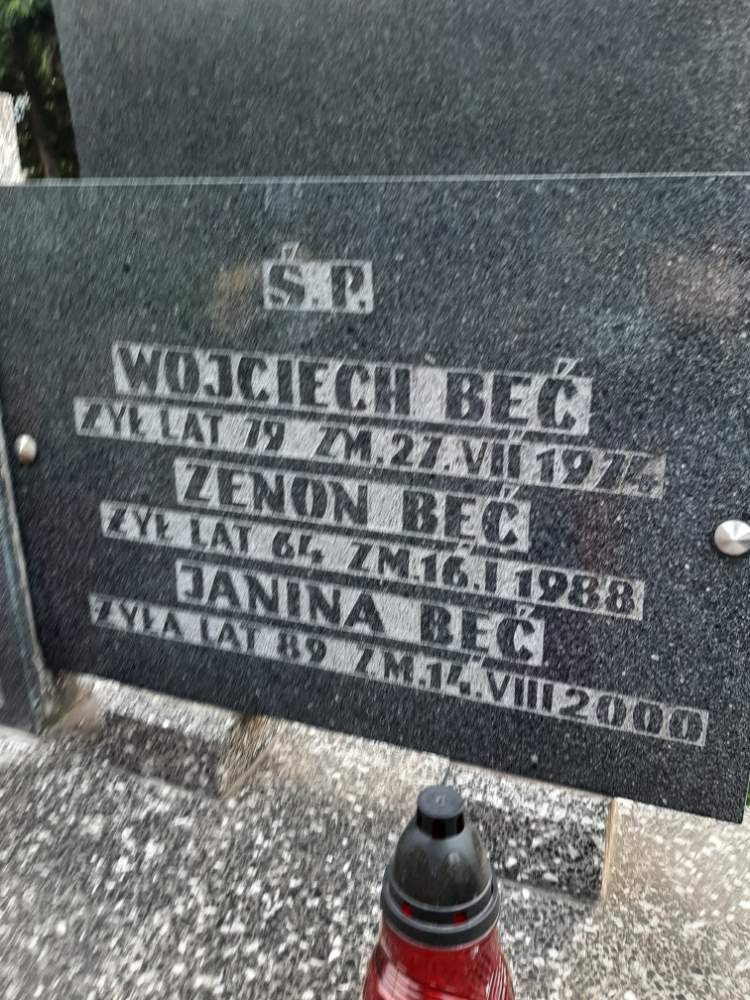 Ś.P.
WOJCIECH BEĆ
ŻYŁ LAT 79 ZM.27.VII 1974
ZENON BEĆ
ŻYŁ LAT 64 ZM.16.I 1988
JANINA BEĆ
ŻYŁA LAT 89 ZM.14.VIII 2000